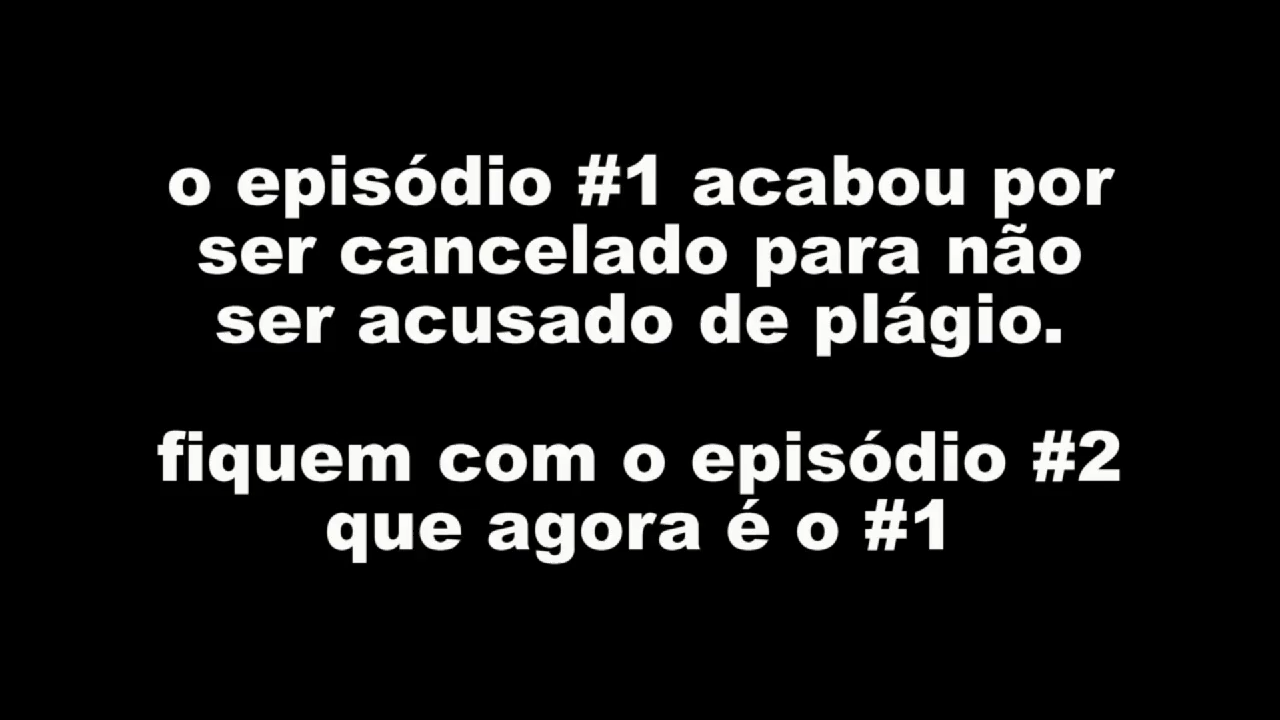 o episódio #1 acabou por
ser cancelado para não
ser acusado de plágio.
fiquem com o episódio #2
que agora é o #1